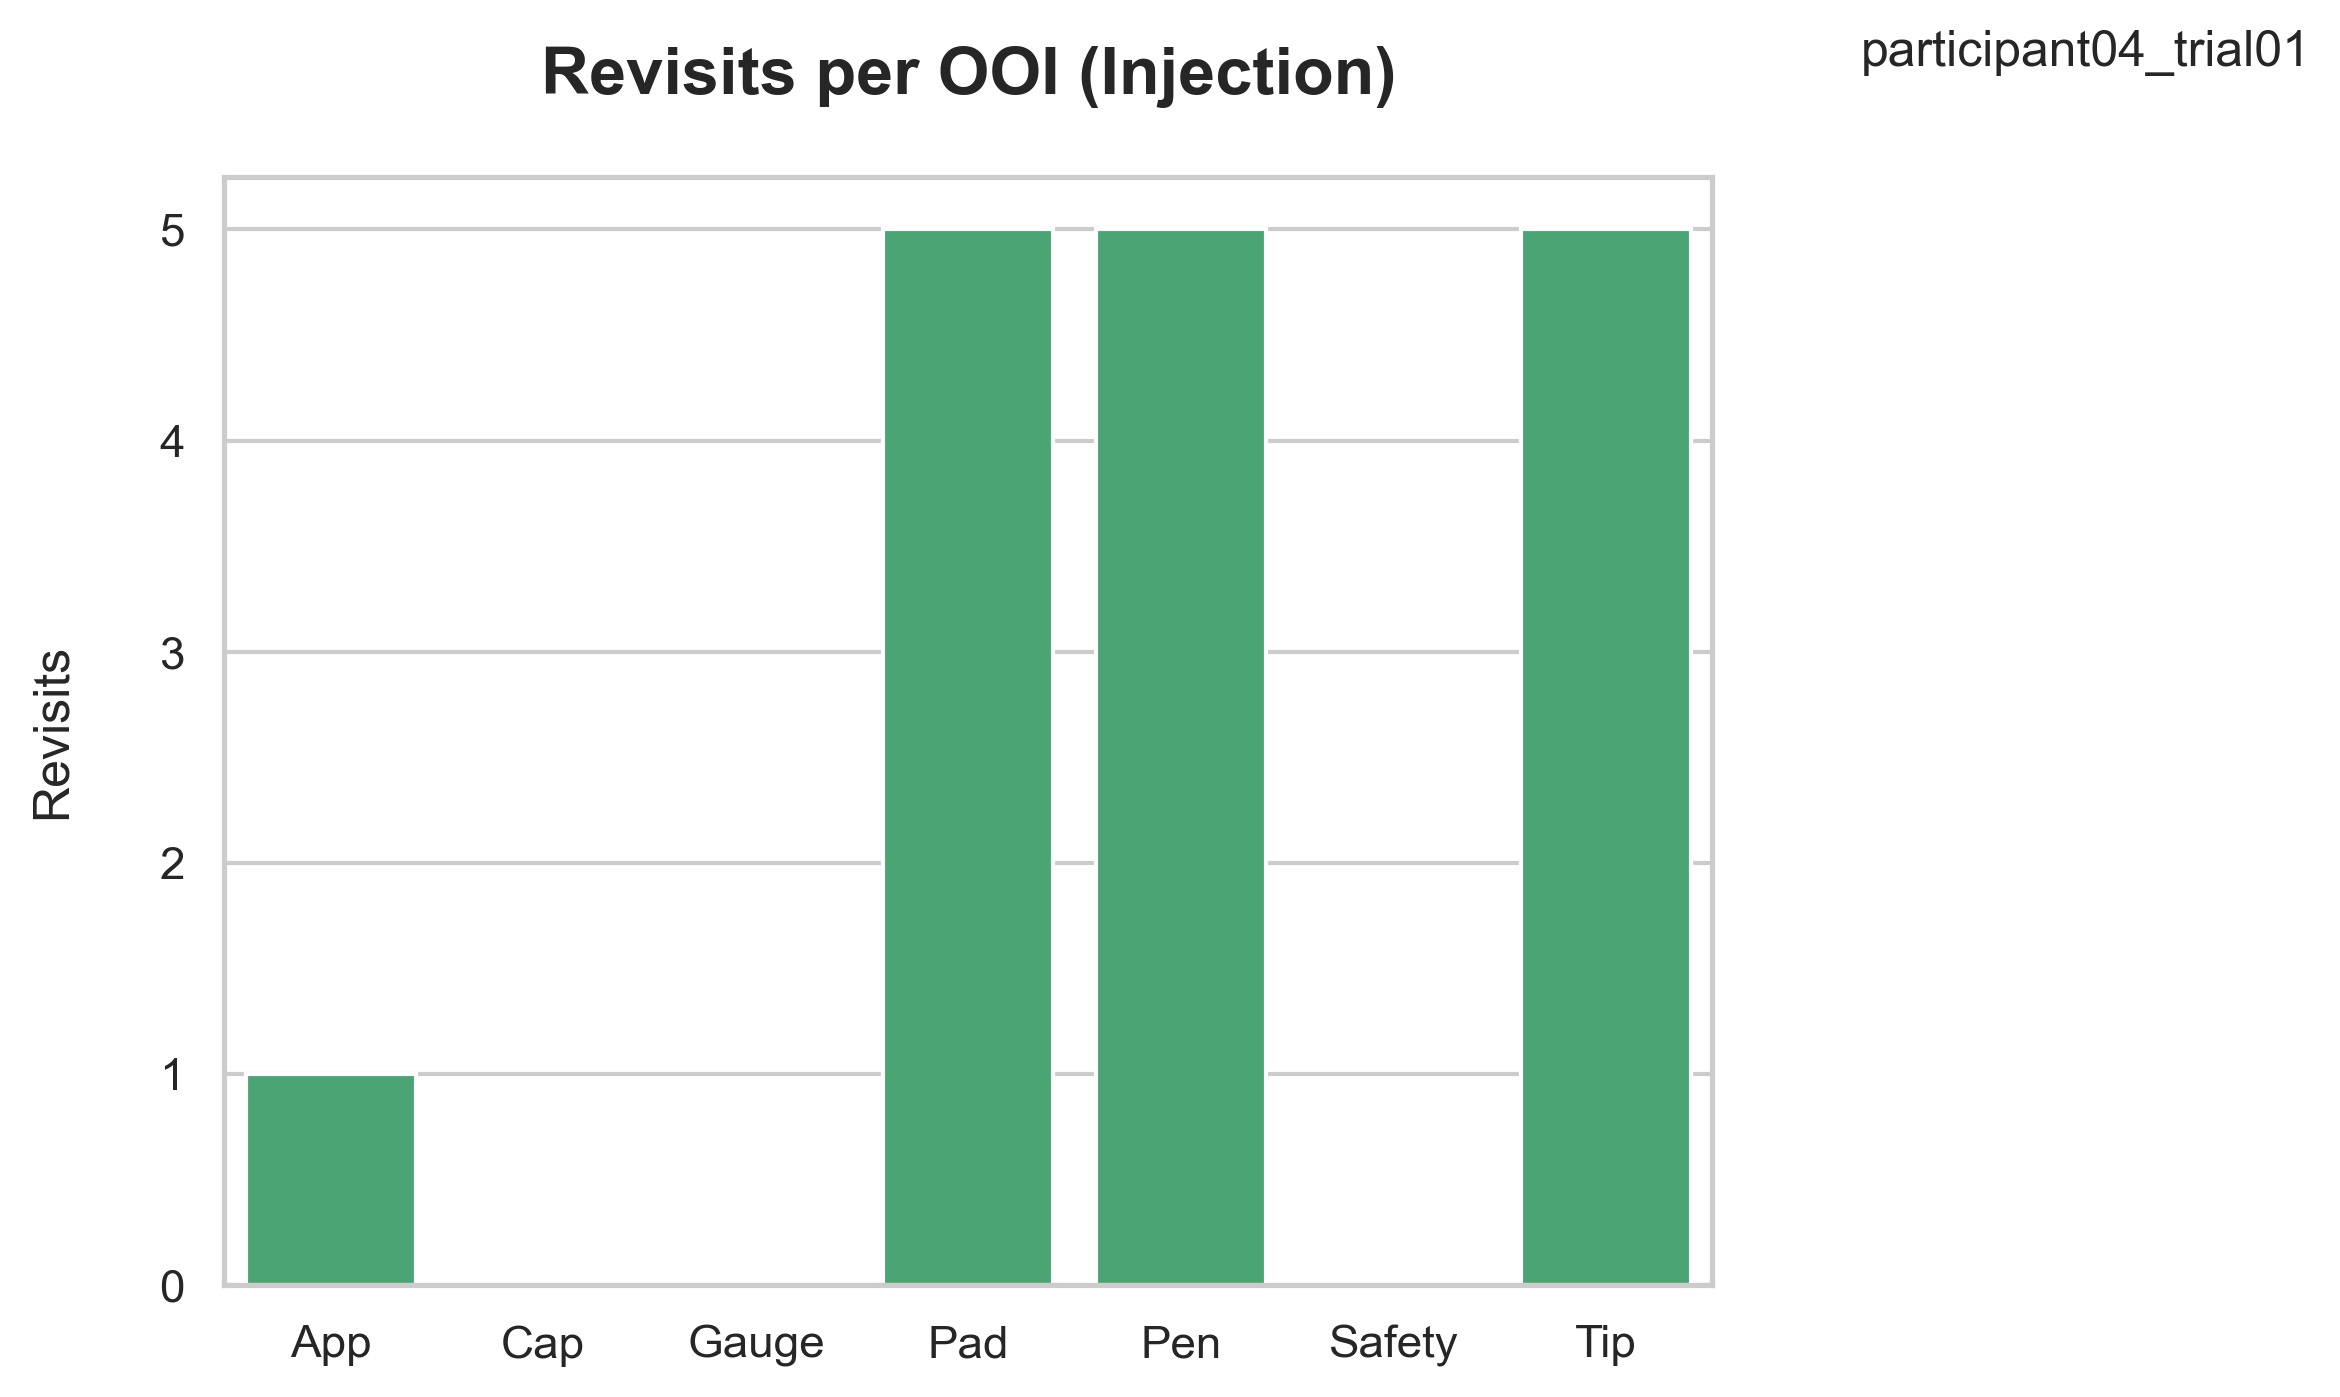 participant04_trial01
Revisits per OOI (Injection)
Revisits
5
4
3
2
1
0
App Cap Gauge Pad Pen Safety Tip